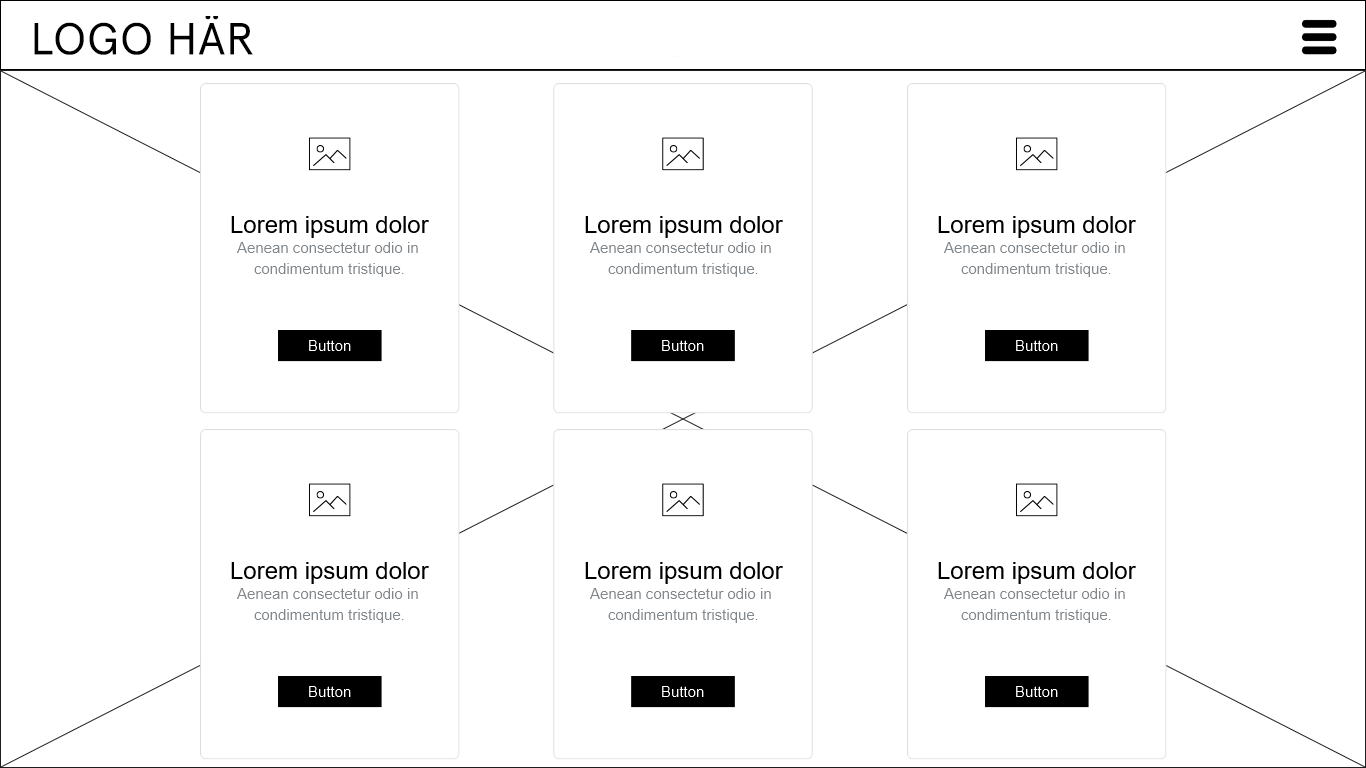 LOGO HÄR
Lorem ipsum dolor
Aenean consectetur odio in
condimentum tristique.
Button
Lorem ipsum dolor
Aenean consectetur odio in
condimentum tristique.
Button
Lorem ipsum dolor
Aenean consectetur odio in
condimentum tristique.
Button
Lorem ipsum dolor
Aenean consectetur odio in
condimentum tristique.
Button
Lorem ipsum dolor
Aenean consectetur odio in
condimentum tristique.
Button
Lorem ipsum dolor
Aenean consectetur odio in
condimentum tristique.
Button